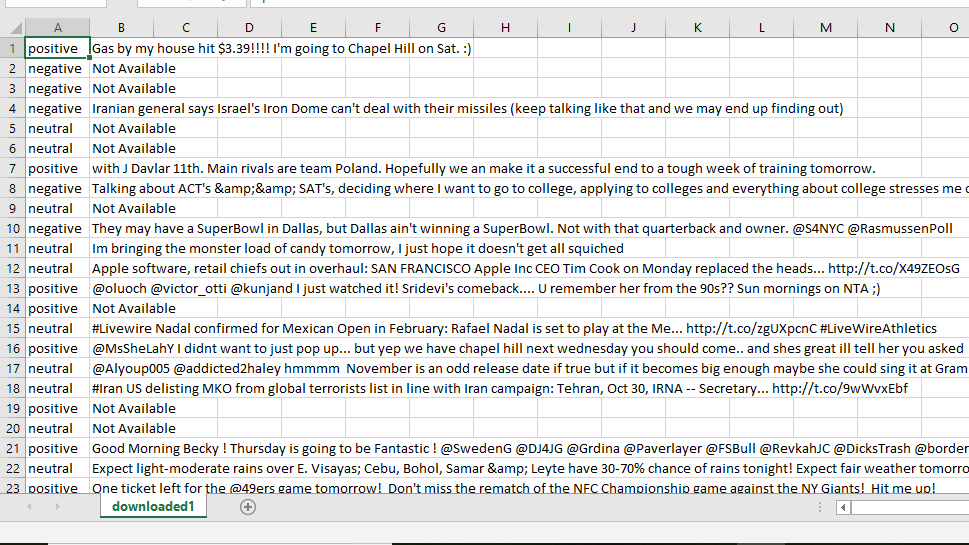 A B C D E F G H I J K L M N O
1 positive Gas by my house hit $3.39!!!! I'm going to Chapel Hill on Sat. :)
2 negative Not Available
3 negative Not Available
4 negative Iranian general says Israel's Iron Dome can't deal with their missiles (keep talking like that and we may end up finding out)
5 neutral Not Available
6 neutral Not Available
7 positive with J Davlar 11th. Main rivals are team Poland. Hopefully we an make it a successful end to a tough week of training tomorrow.
8 negative Talking about ACT's &amp;&amp; SAT's, deciding where I want to go to college, applying to colleges and everything about college stresses me o
9 neutral Not Available
10 negative They may have a SuperBowl in Dallas, but Dallas ain't winning a SuperBowl. Not with that quarterback and owner. @S4NYC @RasmussenPoll
11 neutral Im bringing the monster load of candy tomorrow, I just hope it doesn't get all squiched
12 neutral Apple software, retail chiefs out in overhaul: SAN FRANCISCO Apple Inc CEO Tim Cook on Monday replaced the heads... http://t.co/X49ZEOsG
13 positive @oluoch @victor_otti @kunjand I just watched it! Sridevi's comeback.... U remember her from the 90s?? Sun mornings on NTA ;)
14 positive Not Available
15 neutral #Livewire Nadal confirmed for Mexican Open in February: Rafael Nadal is set to play at the Me... http://t.co/zgUXpcnC #LiveWireAthletics
16 positive @MsSheLahY I didnt want to just pop up... but yep we have chapel hill next wednesday you should come.. and shes great ill tell her you asked
17 neutral @Alyoup005 @addicted2haley hmmmm  November is an odd release date if true but if it becomes big enough maybe she could sing it at Gram
18 neutral #Iran US delisting MKO from global terrorists list in line with Iran campaign: Tehran, Oct 30, IRNA -- Secretary... http://t.co/9wWvxEbf
19 positive Not Available
20 neutral Not Available
21 positive Good Morning Becky ! Thursday is going to be Fantastic ! @SwedenG @DJ4JG @Grdina @Paverlayer @FSBull @RevkahJC @DicksTrash @border
22 neutral Expect light-moderate rains over E. Visayas; Cebu, Bohol, Samar &amp; Leyte have 30-70% chance of rains tonight! Expect fair weather tomorro
23 positive One ticket left for the @49ers game tomorrow!  Don't miss the rematch of the NFC Championship game against the NY Giants!  Hit me up!
downloaded1